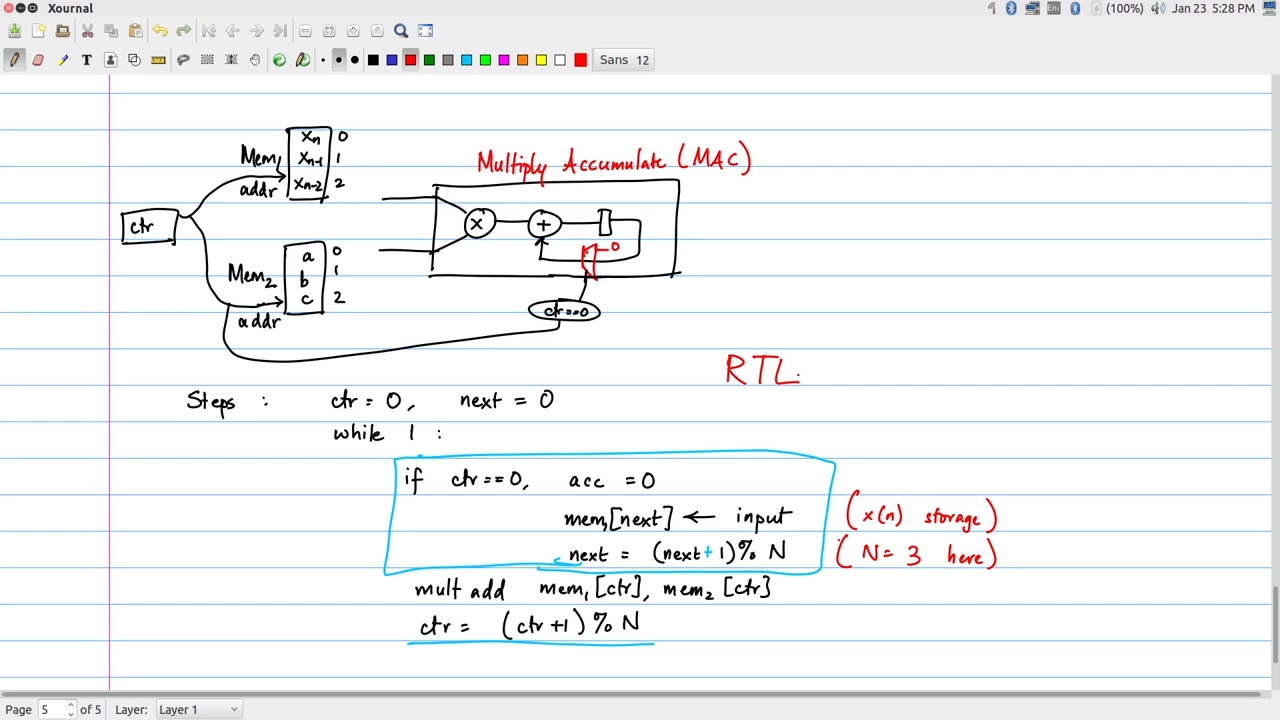 Xournal
En
(100%)
Jan 23 5:28 PM
T
Sans 12
xn 0
Mem1 xn-1 1
addr xn-2 2
Multiply Accumulate (MAC)
ctr
X + 0
a 0
Mem2 b 1
c 2
addr
ctr==0
RTL
Steps : ctr = 0, next = 0
while 1 :
if ctr==0, acc = 0
mem1[next] ← input (x(n) storage)
next = (next+1)% N (N= 3 here)
mult add mem1[ctr], mem2[ctr]
ctr = (ctr+1)% N
Page 5 of 5 Layer: Layer 1